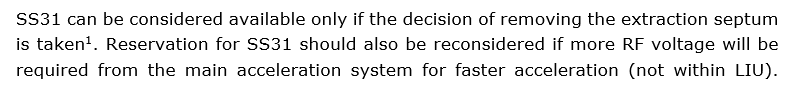 SS31 can be considered available only if the decision of removing the extraction septum
is taken¹. Reservation for SS31 should also be reconsidered if more RF voltage will be
required from the main acceleration system for faster acceleration (not within LIU).